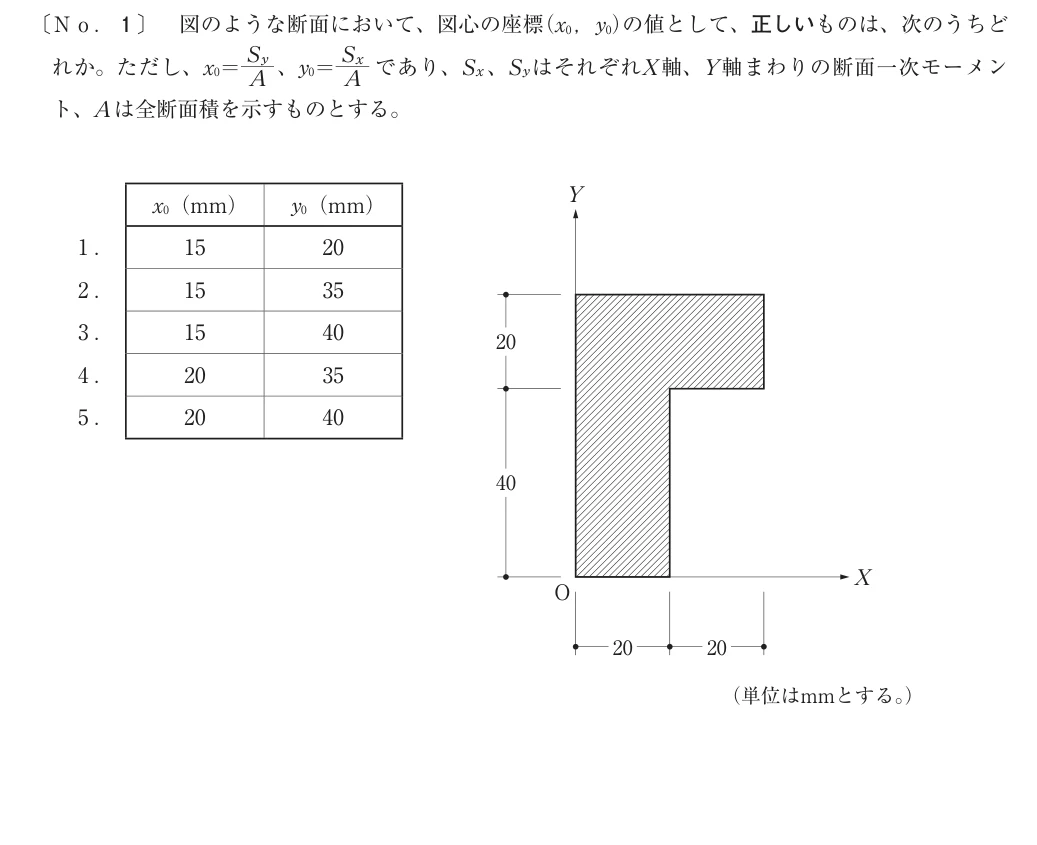 〔No. 1〕 図のような断面において、図心の座標(x₀, y₀)の値として、正しいものは、次のうちど
れか。ただし、x₀=Sy/A、y₀=Sx/Aであり、Sx、SyはそれぞれX軸、Y軸まわりの断面一次モーメン
ト、Aは全断面積を示すものとする。
x₀（mm） y₀（mm）
1. 15 20
2. 15 35
3. 15 40
4. 20 35
5. 20 40
Y
20
40
O
X
20 20
（単位はmmとする。）